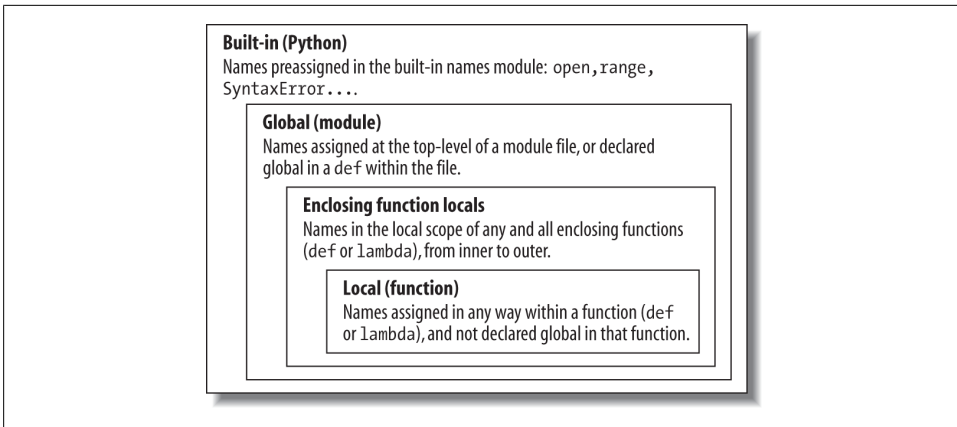 Built-in (Python)
Names preassigned in the built-in names module: open,range,
SyntaxError....
Global (module)
Names assigned at the top-level of a module file, or declared
global in a def within the file.
Enclosing function locals
Names in the local scope of any and all enclosing functions
(def or lambda), from inner to outer.
Local (function)
Names assigned in any way within a function (def
or lambda), and not declared global in that function.